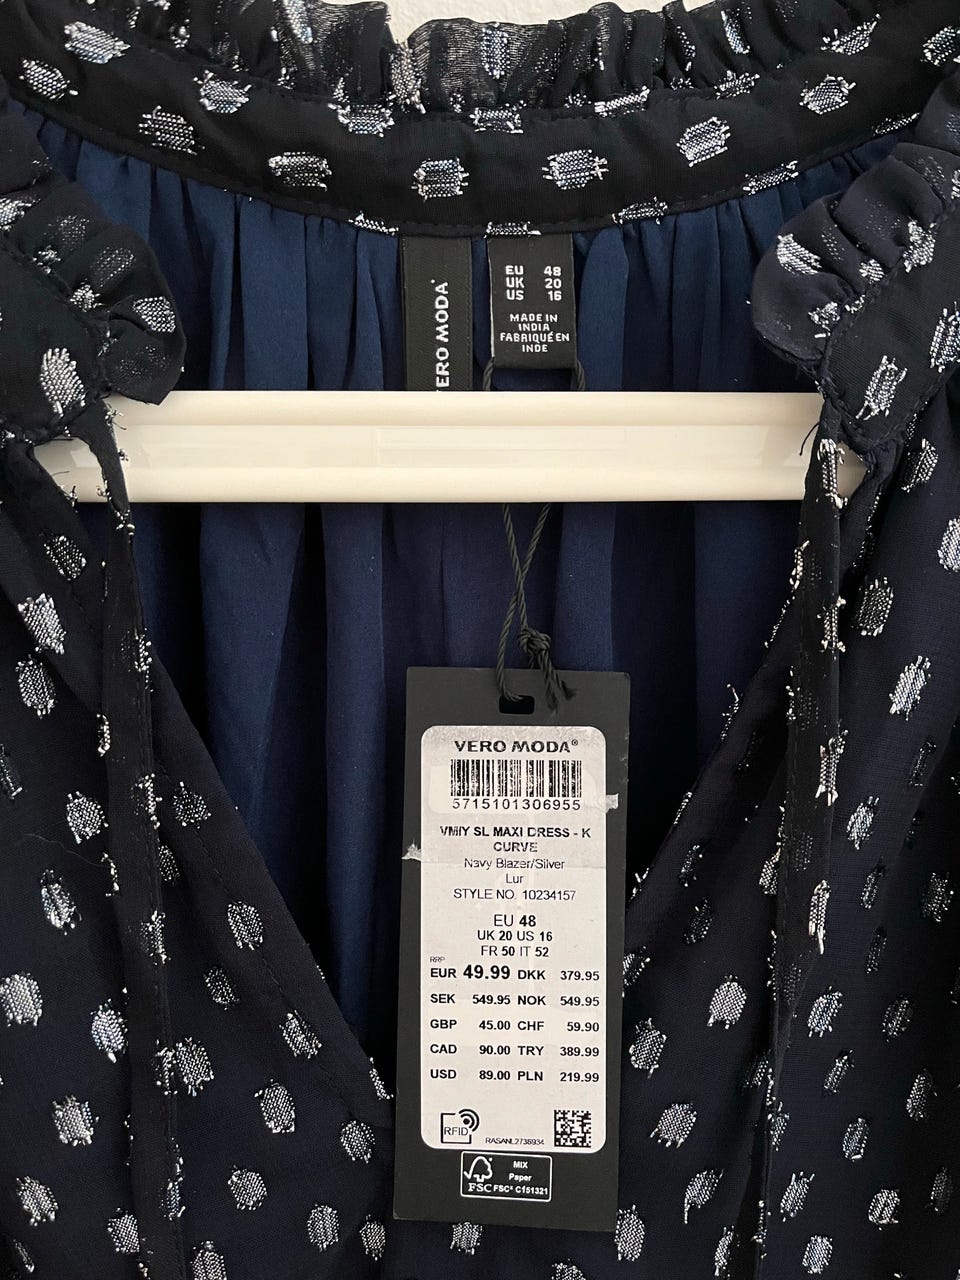 VERO MODA®
EU 48
UK 20
US 16
MADE IN
INDIA
FABRIQUÉ EN
INDE
VERO MODA®
5715101306955
VMIY SL MAXI DRESS - K
CURVE
Navy Blazer/Silver
Lur
STYLE NO. 10234157
EU 48
UK 20 US 16
FR 50 IT 52
RRP
EUR 49.99 DKK 379.95
SEK 549.95 NOK 549.95
GBP 45.00 CHF 59.90
CAD 90.00 TRY 389.99
USD 89.00 PLN 219.99
RFID
RASANL2736934
MIX
Paper
FSC FSC® C151321